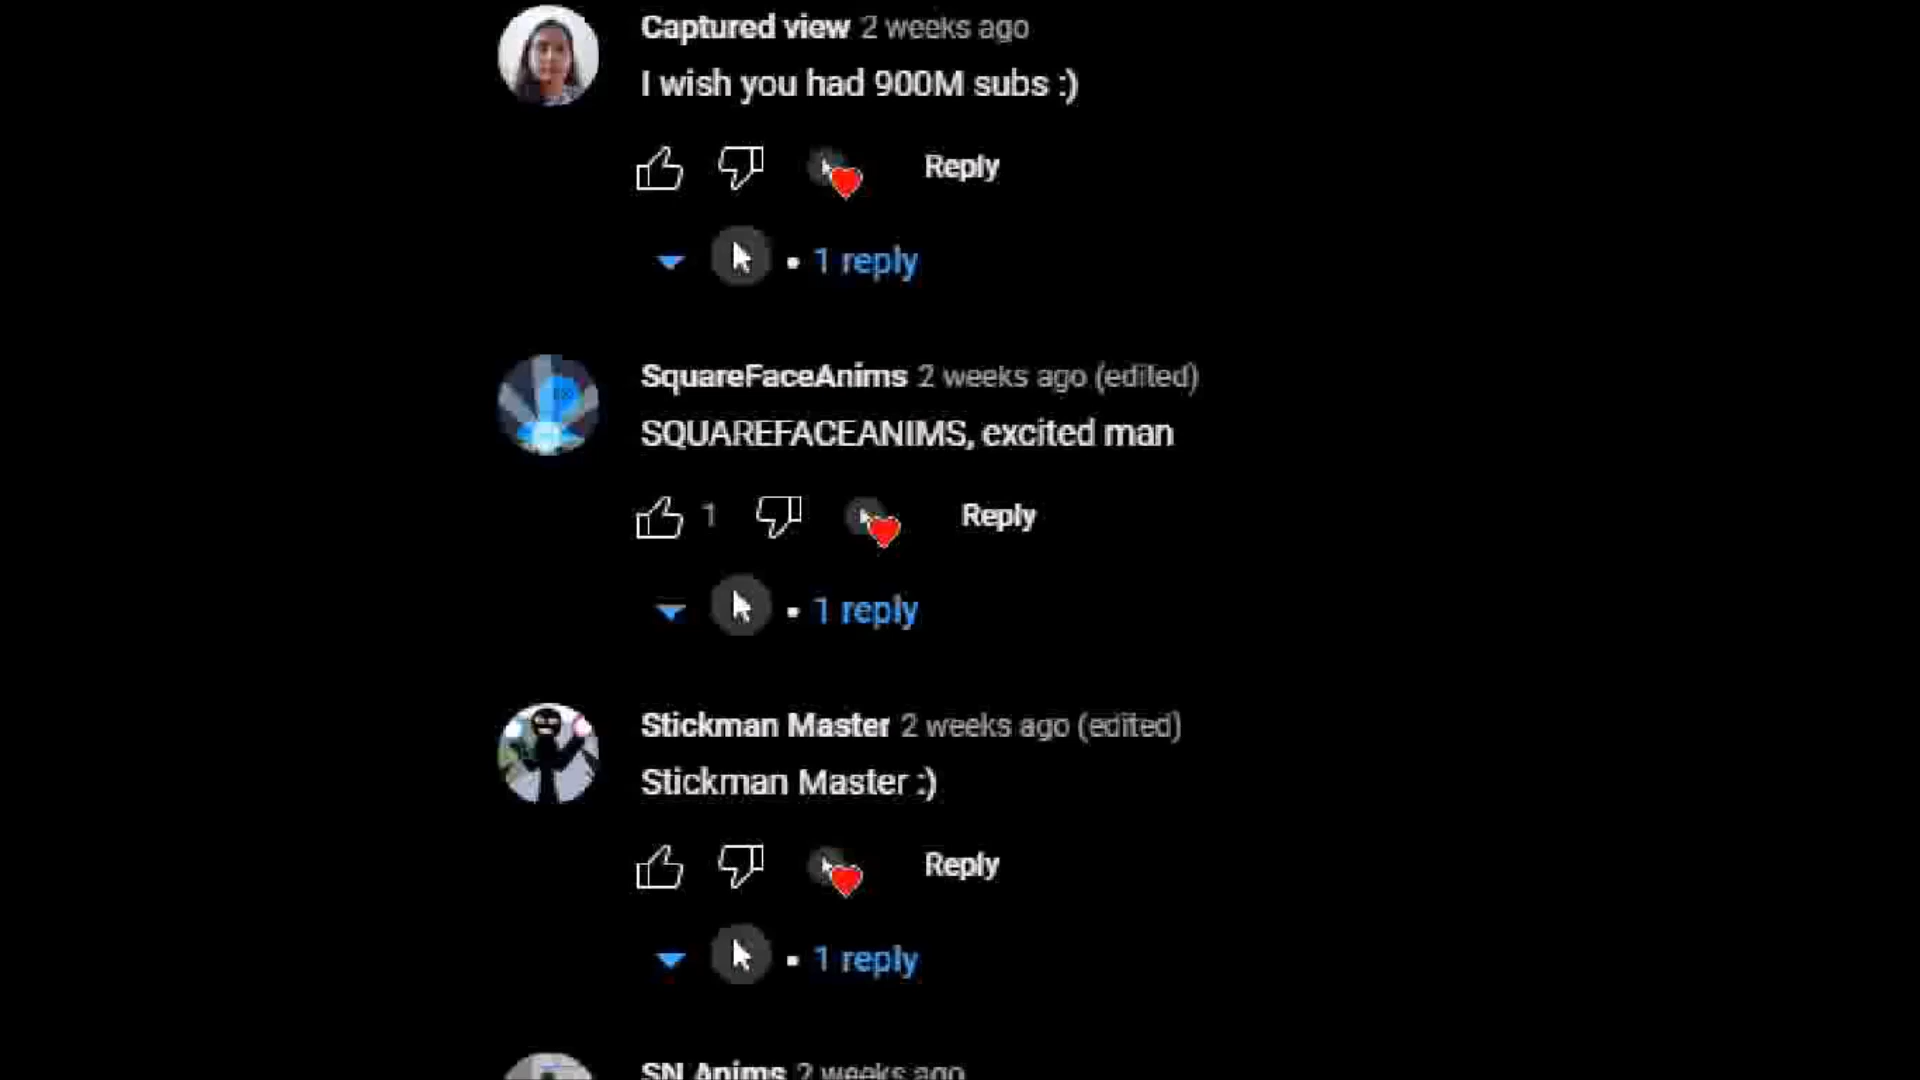 Captured view 2 weeks ago
I wish you had 900M subs :)
Reply
1 reply
SquareFaceAnims 2 weeks ago (edited)
SQUAREFACEANIMS, excited man
1 Reply
1 reply
Stickman Master 2 weeks ago (edited)
Stickman Master :)
Reply
1 reply
SN Anims 2 weeks ago